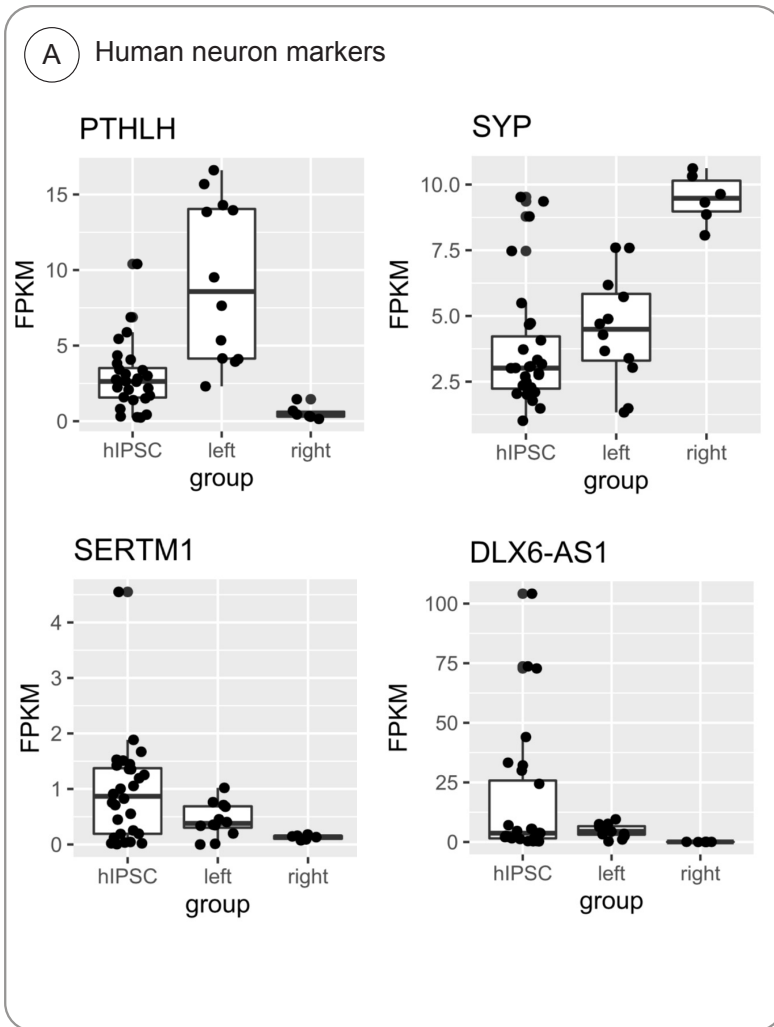 A Human neuron markers
PTHLH
FPKM
15
10
5
0
hIPSC left right
group
SYP
FPKM
10.0
7.5
5.0
2.5
hIPSC left right
group
SERTM1
FPKM
4
3
2
1
0
hIPSC left right
group
DLX6-AS1
FPKM
100
75
50
25
0
hIPSC left right
group